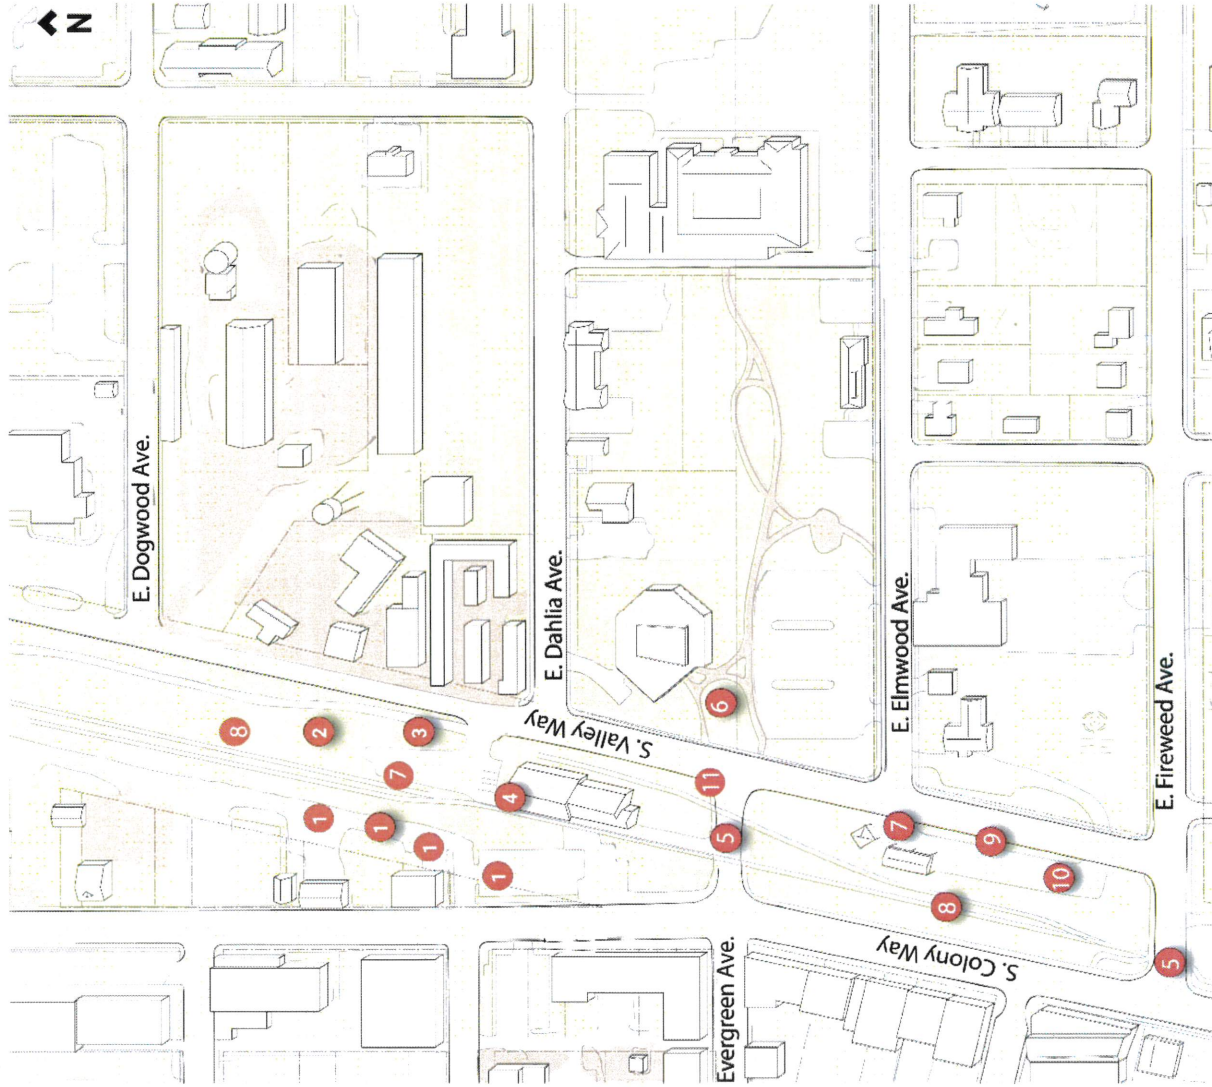 N
E. Dogwood Ave.
8
1
2
1
7
3
1
1
4
E. Dahlia Ave.
S. Valley Way
11
6
Evergreen Ave.
5
E. Elmwood Ave.
7
S. Colony Way
8
9
10
E. Fireweed Ave.
5